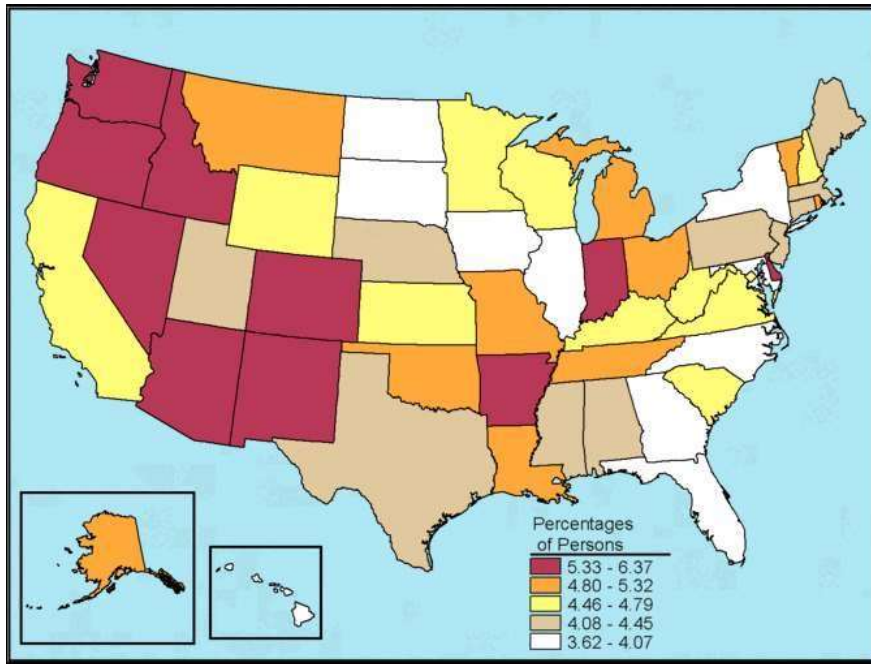 Percentages
of Persons
5.33 - 6.37
4.80 - 5.32
4.46 - 4.79
4.08 - 4.45
3.62 - 4.07